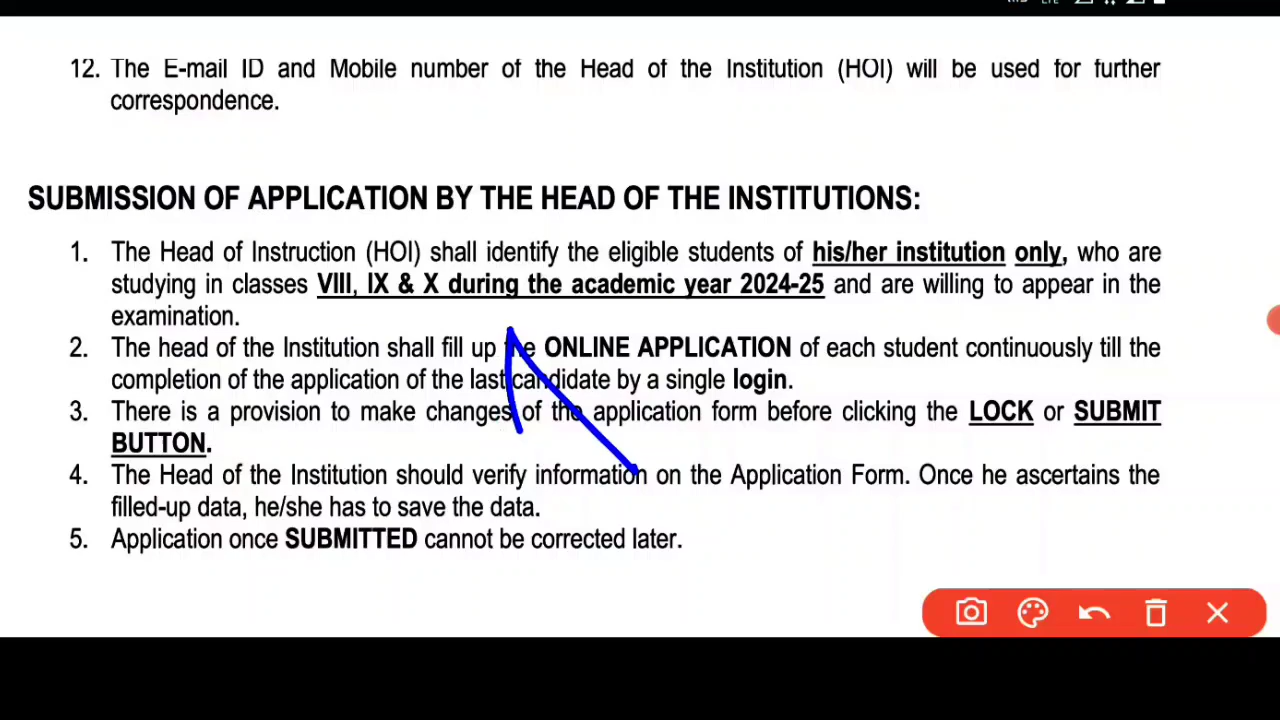 12. The E-mail ID and Mobile number of the Head of the Institution (HOI) will be used for further
correspondence.
SUBMISSION OF APPLICATION BY THE HEAD OF THE INSTITUTIONS:
1. The Head of Instruction (HOI) shall identify the eligible students of his/her institution only, who are
studying in classes VIII, IX & X during the academic year 2024-25 and are willing to appear in the
examination.
2. The head of the Institution shall fill up the ONLINE APPLICATION of each student continuously till the
completion of the application of the last candidate by a single login.
3. There is a provision to make changes of the application form before clicking the LOCK or SUBMIT
BUTTON.
4. The Head of the Institution should verify information on the Application Form. Once he ascertains the
filled-up data, he/she has to save the data.
5. Application once SUBMITTED cannot be corrected later.